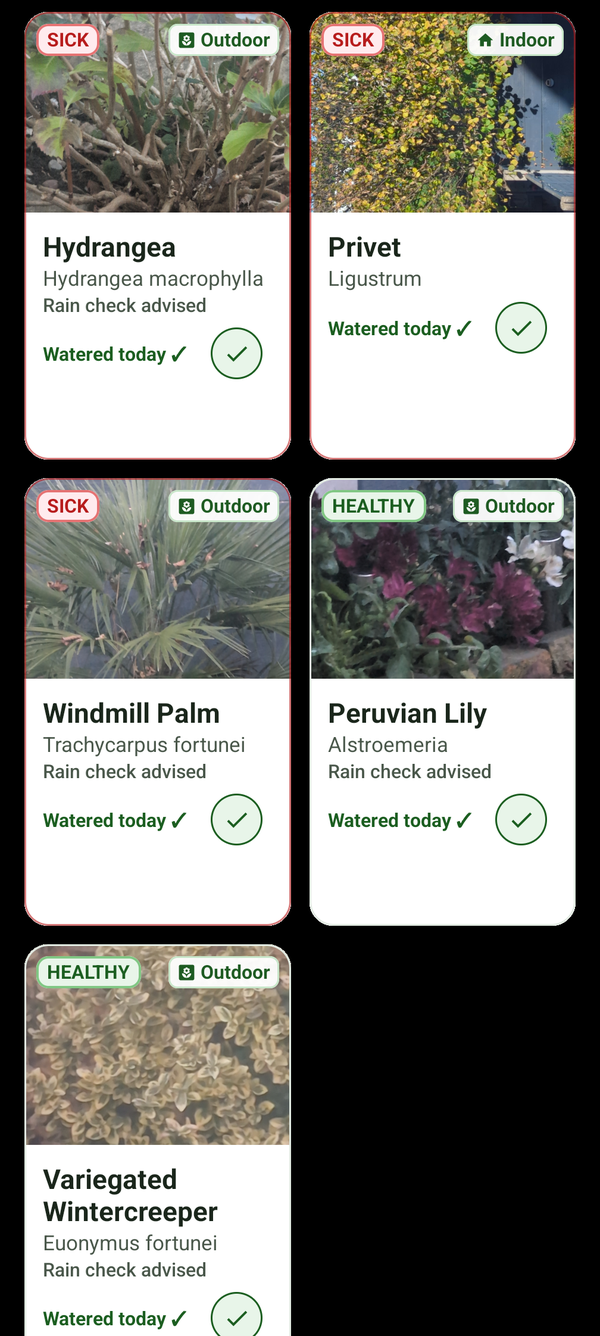 SICK
Outdoor
Hydrangea
Hydrangea macrophylla
Rain check advised
Watered today ✓
SICK
Indoor
Privet
Ligustrum
Watered today ✓
SICK
Outdoor
Windmill Palm
Trachycarpus fortunei
Rain check advised
Watered today ✓
HEALTHY
Outdoor
Peruvian Lily
Alstroemeria
Rain check advised
Watered today ✓
HEALTHY
Outdoor
Variegated
Wintercreeper
Euonymus fortunei
Rain check advised
Watered today ✓